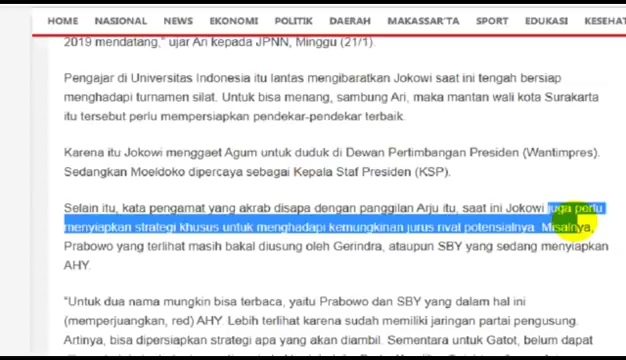 HOME NASIONAL NEWS EKONOMI POLITIK DAERAH MAKASSAR'TA SPORT EDUKASI KESEHAT
2019 mendatang," ujar Ari kepada JPNN, Minggu (21/1).
Pengajar di Universitas Indonesia itu lantas mengibaratkan Jokowi saat ini tengah bersiap
menghadapi turnamen silat. Untuk bisa menang, sambung Ari, maka mantan wali kota Surakarta
itu tersebut perlu mempersiapkan pendekar-pendekar terbaik.
Karena itu Jokowi menggaet Agum untuk duduk di Dewan Pertimbangan Presiden (Wantimpres).
Sedangkan Moeldoko dipercaya sebagai Kepala Staf Presiden (KSP).
Selain itu, kata pengamat yang akrab disapa dengan panggilan Arju itu, saat ini Jokowi juga perlu
menyiapkan strategi khusus untuk menghadapi kemungkinan jurus rival potensialnya. Misalnya,
Prabowo yang terlihat masih bakal diusung oleh Gerindra, ataupun SBY yang sedang menyiapkan
AHY.
"Untuk dua nama mungkin bisa terbaca, yaitu Prabowo dan SBY yang dalam hal ini
(memperjuangkan, red) AHY. Lebih terlihat karena sudah memiliki jaringan partai pengusung.
Artinya, bisa dipersiapkan strategi apa yang akan diambil. Sementara untuk Gatot, belum dapat